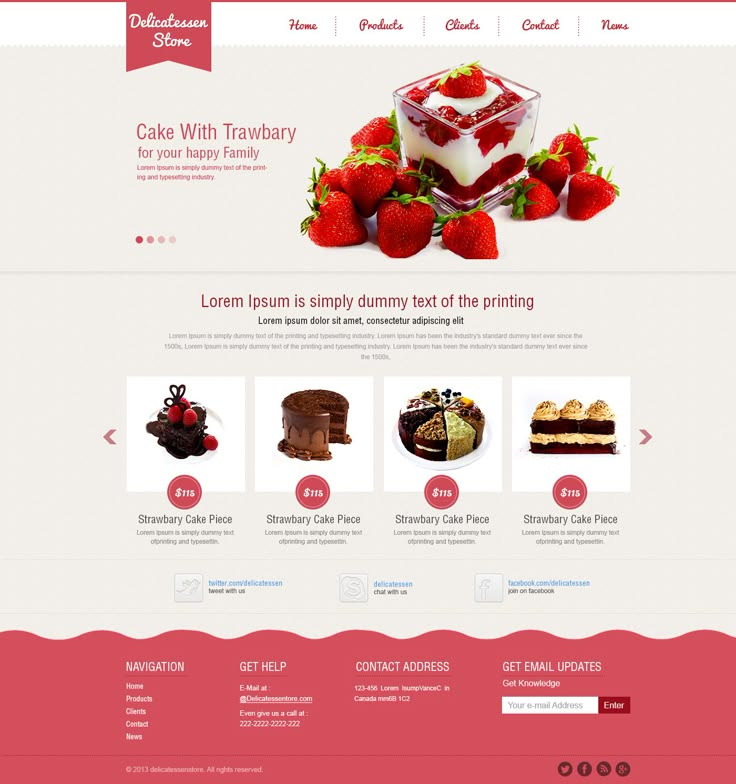 Delicatessen
Store
Home
Products
Clients
Contact
News
Cake With Trawbary
for your happy Family
Lorem Ipsum is simply dummy text of the print-
ing and typesetting industry.
Lorem Ipsum is simply dummy text of the printing
Lorem ipsum dolor sit amet, consectetur adipiscing elit
Lorem Ipsum is simply dummy text of the printing and typesetting industry. Lorem Ipsum has been the industry's standard dummy text ever since the
1500s, Lorem Ipsum is simply dummy text of the printing and typesetting industry. Lorem Ipsum has been the industry's standard dummy text ever since
the 1500s,
$115
$115
$115
$115
Strawbary Cake Piece
Lorem Ipsum is simply dummy text
ofprinting and typesettin.
Strawbary Cake Piece
Lorem Ipsum is simply dummy text
ofprinting and typesettin.
Strawbary Cake Piece
Lorem Ipsum is simply dummy text
ofprinting and typesettin.
Strawbary Cake Piece
Lorem Ipsum is simply dummy text
ofprinting and typesettin.
twitter.com/delicatessen
tweet with us
delicatessen
chat with us
facebook.com/delicatessen
join on facebook
NAVIGATION
Home
Products
Clients
Contact
News
GET HELP
E-Mail at :
@Delicatessentore.com
Even give us a call at :
222-2222-2222-222
CONTACT ADDRESS
123-456 Lorem IsumpVanceC in
Canada mm6B 1C2
GET EMAIL UPDATES
Get Knowledge
Your e-mail Address
Enter
© 2013 delicatessenstore. All rights reserved.